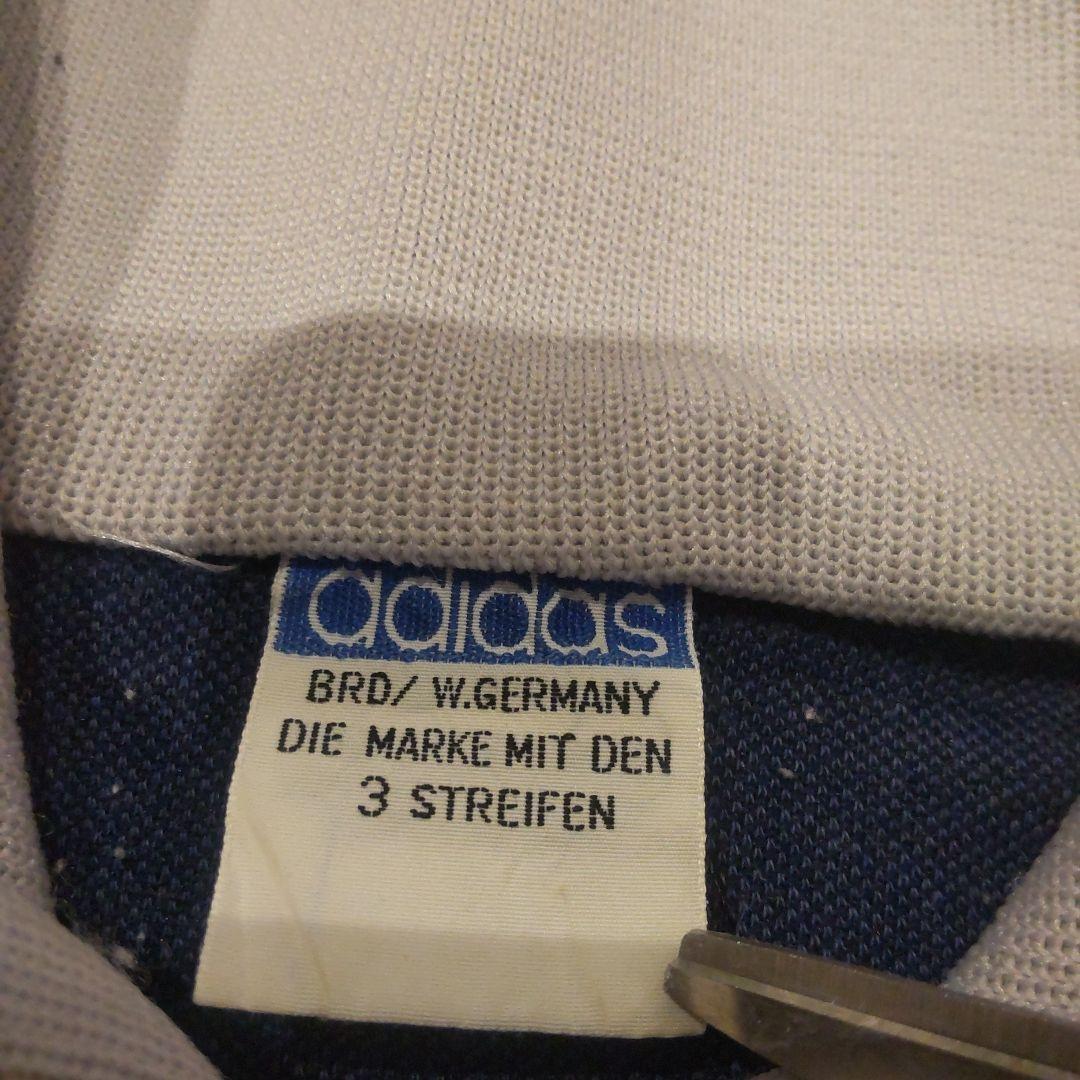 adidas
BRD/ W.GERMANY
DIE MARKE MIT DEN
3 STREIFEN